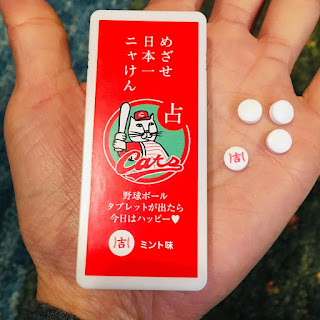 めざせ
日本一
ニャけん
占
Cats
野球ボール
タブレットが出たら
今日はハッピー♥
吉 ミント味
吉